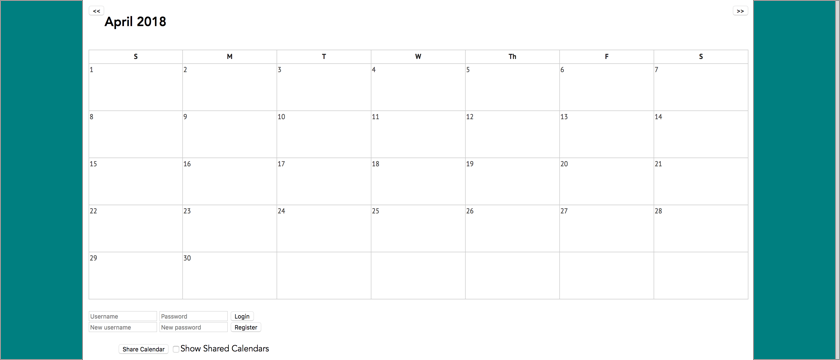 << >>
April 2018
S M T W Th F S
1 2 3 4 5 6 7
8 9 10 11 12 13 14
15 16 17 18 19 20 21
22 23 24 25 26 27 28
29 30
Username Password Login
New username New password Register
Share Calendar Show Shared Calendars